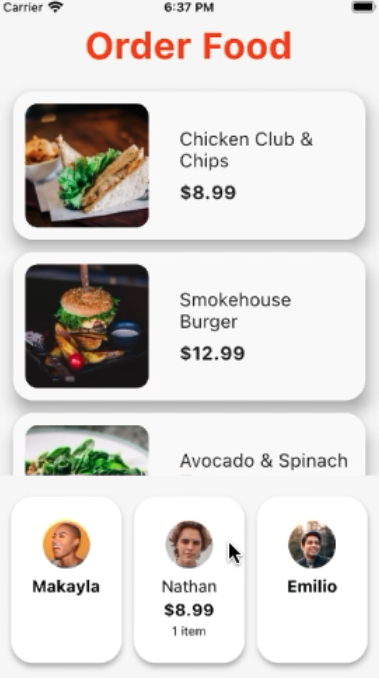 Carrier 6:37 PM
Order Food
Chicken Club &
Chips
$8.99
Smokehouse
Burger
$12.99
Avocado & Spinach
Makayla
Nathan
$8.99
1 item
Emilio